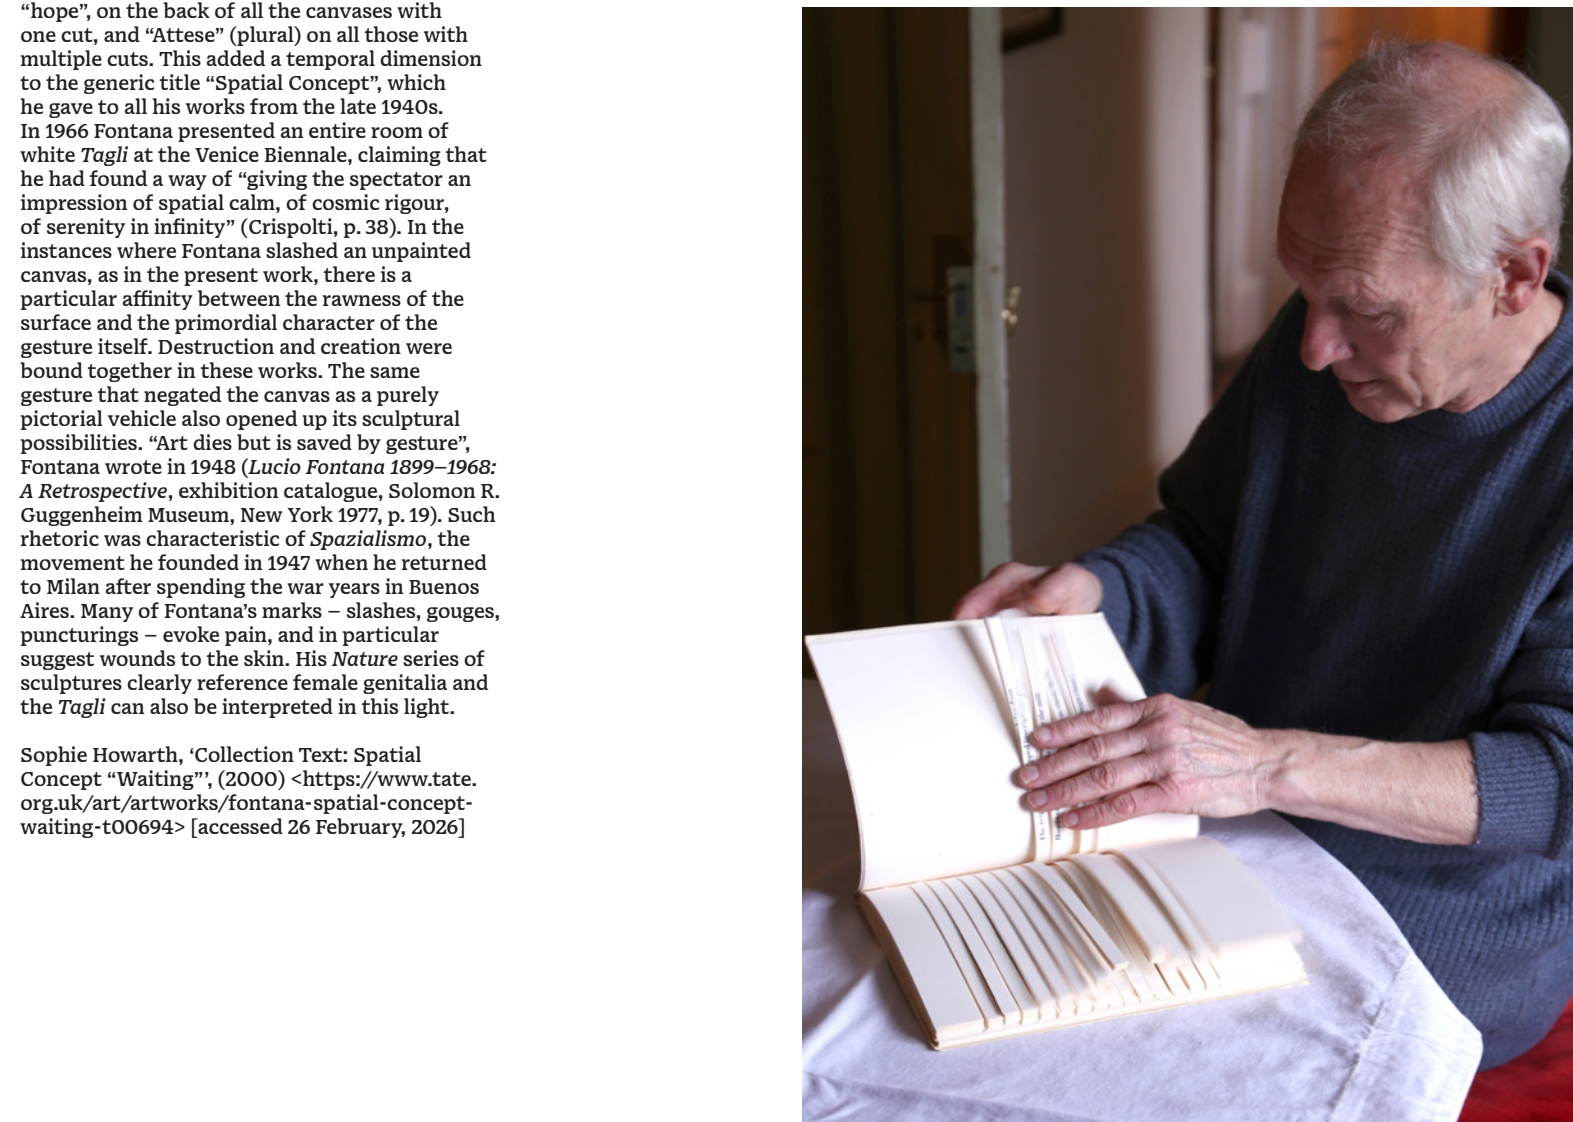 “hope”, on the back of all the canvases with
one cut, and “Attese” (plural) on all those with
multiple cuts. This added a temporal dimension
to the generic title “Spatial Concept”, which
he gave to all his works from the late 1940s.
In 1966 Fontana presented an entire room of
white Tagli at the Venice Biennale, claiming that
he had found a way of “giving the spectator an
impression of spatial calm, of cosmic rigour,
of serenity in infinity” (Crispolti, p. 38). In the
instances where Fontana slashed an unpainted
canvas, as in the present work, there is a
particular affinity between the rawness of the
surface and the primordial character of the
gesture itself. Destruction and creation were
bound together in these works. The same
gesture that negated the canvas as a purely
pictorial vehicle also opened up its sculptural
possibilities. “Art dies but is saved by gesture”,
Fontana wrote in 1948 (Lucio Fontana 1899–1968:
A Retrospective, exhibition catalogue, Solomon R.
Guggenheim Museum, New York 1977, p. 19). Such
rhetoric was characteristic of Spazialismo, the
movement he founded in 1947 when he returned
to Milan after spending the war years in Buenos
Aires. Many of Fontana’s marks – slashes, gouges,
puncturings – evoke pain, and in particular
suggest wounds to the skin. His Nature series of
sculptures clearly reference female genitalia and
the Tagli can also be interpreted in this light.
Sophie Howarth, ‘Collection Text: Spatial
Concept “Waiting”’, (2000) <https://www.tate.
org.uk/art/artworks/fontana-spatial-concept-
waiting-t00694> [accessed 26 February, 2026]